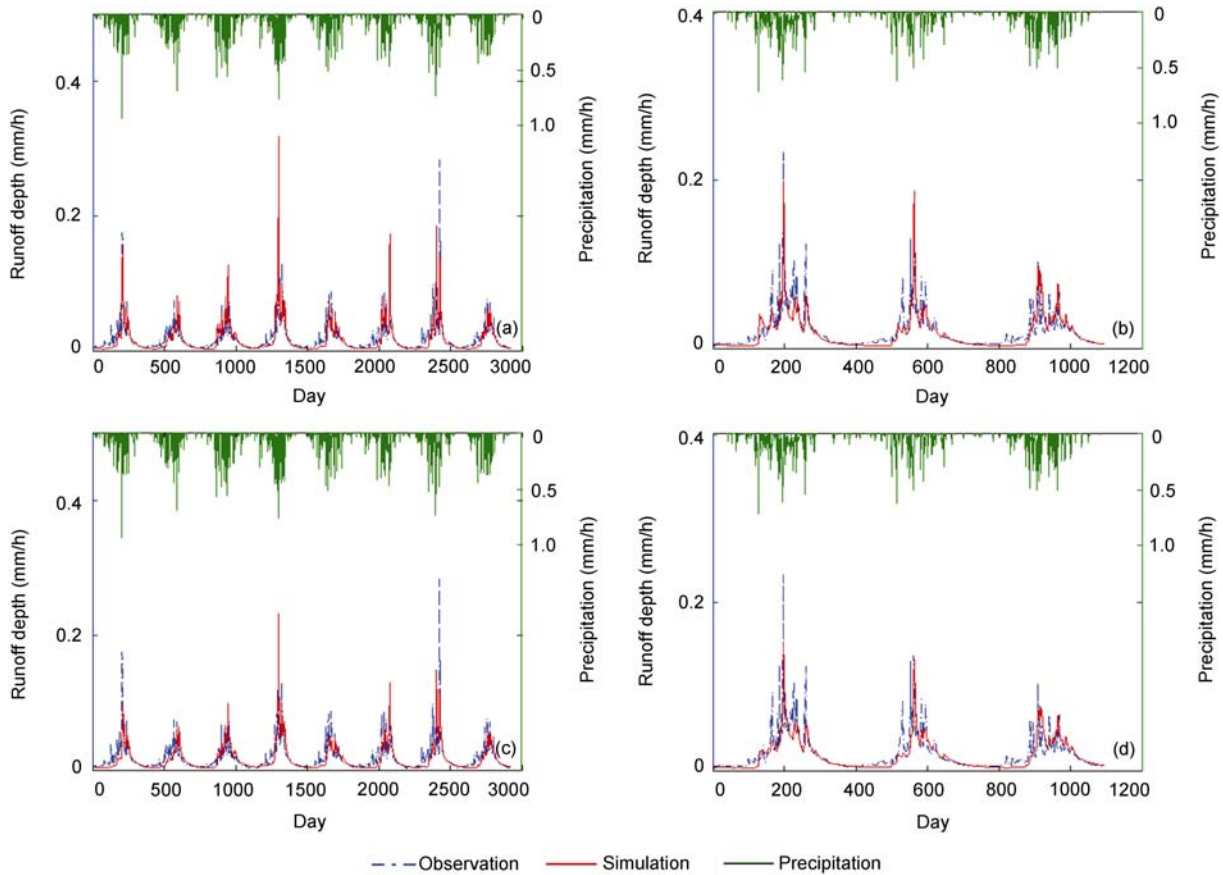 0.4
0.2
0
Runoff depth (mm/h)
0
0.5
1.0
Precipitation (mm/h)
(a)
0 500 1000 1500 2000 2500 3000
Day
0.4
0.2
0
Runoff depth (mm/h)
0
0.5
1.0
Precipitation (mm/h)
(b)
0 200 400 600 800 1000 1200
Day
0.4
0.2
0
Runoff depth (mm/h)
0
0.5
1.0
Precipitation (mm/h)
(c)
0 500 1000 1500 2000 2500 3000
Day
0.4
0.2
0
Runoff depth (mm/h)
0
0.5
1.0
Precipitation (mm/h)
(d)
0 200 400 600 800 1000 1200
Day
Observation Simulation Precipitation